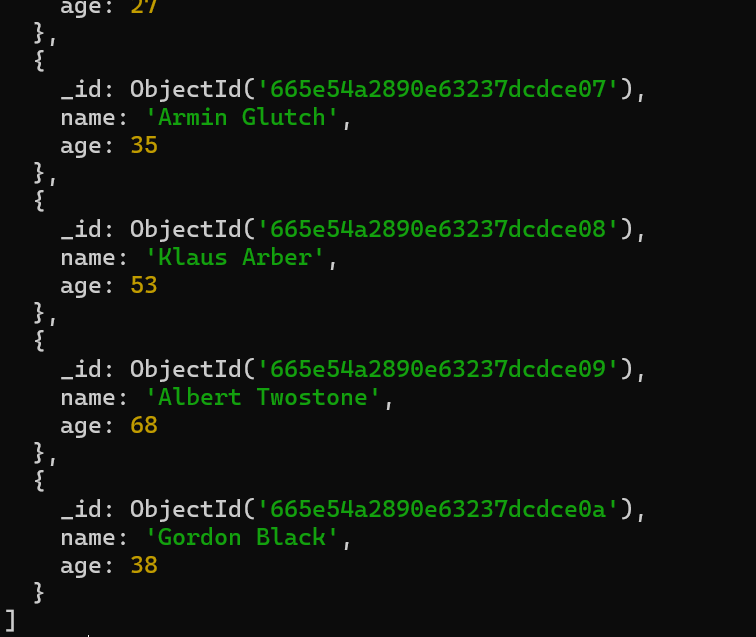 age: 27
  },
  {
    _id: ObjectId('665e54a2890e63237dcdce07'),
    name: 'Armin Glutch',
    age: 35
  },
  {
    _id: ObjectId('665e54a2890e63237dcdce08'),
    name: 'Klaus Arber',
    age: 53
  },
  {
    _id: ObjectId('665e54a2890e63237dcdce09'),
    name: 'Albert Twostone',
    age: 68
  },
  {
    _id: ObjectId('665e54a2890e63237dcdce0a'),
    name: 'Gordon Black',
    age: 38
  }
]